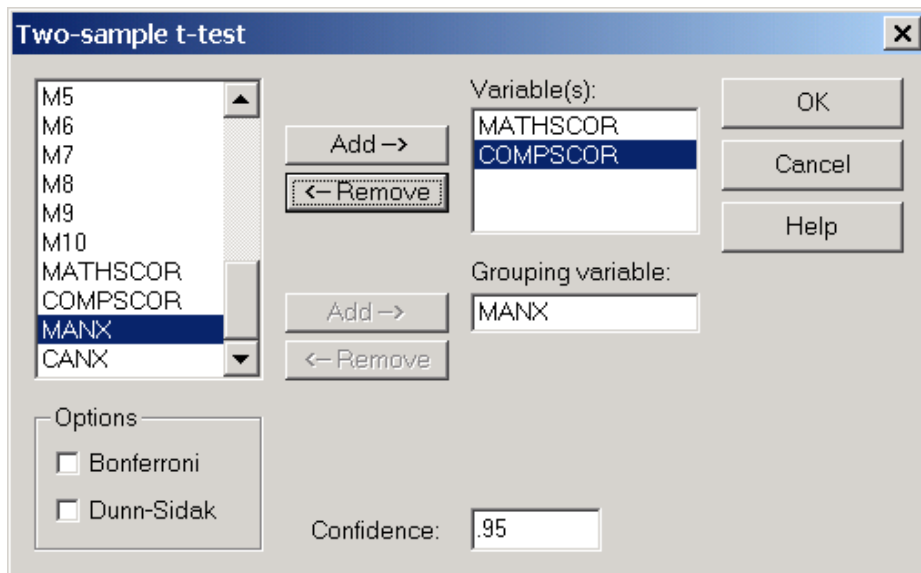 Two-sample t-test
M5
M6
M7
M8
M9
M10
MATHSCOR
COMPSCOR
MANX
CANX
Add –>
<– Remove
Variable(s):
MATHSCOR
COMPSCOR
Add –>
<– Remove
Grouping variable:
MANX
OK
Cancel
Help
Options
Bonferroni
Dunn-Sidak
Confidence:
.95